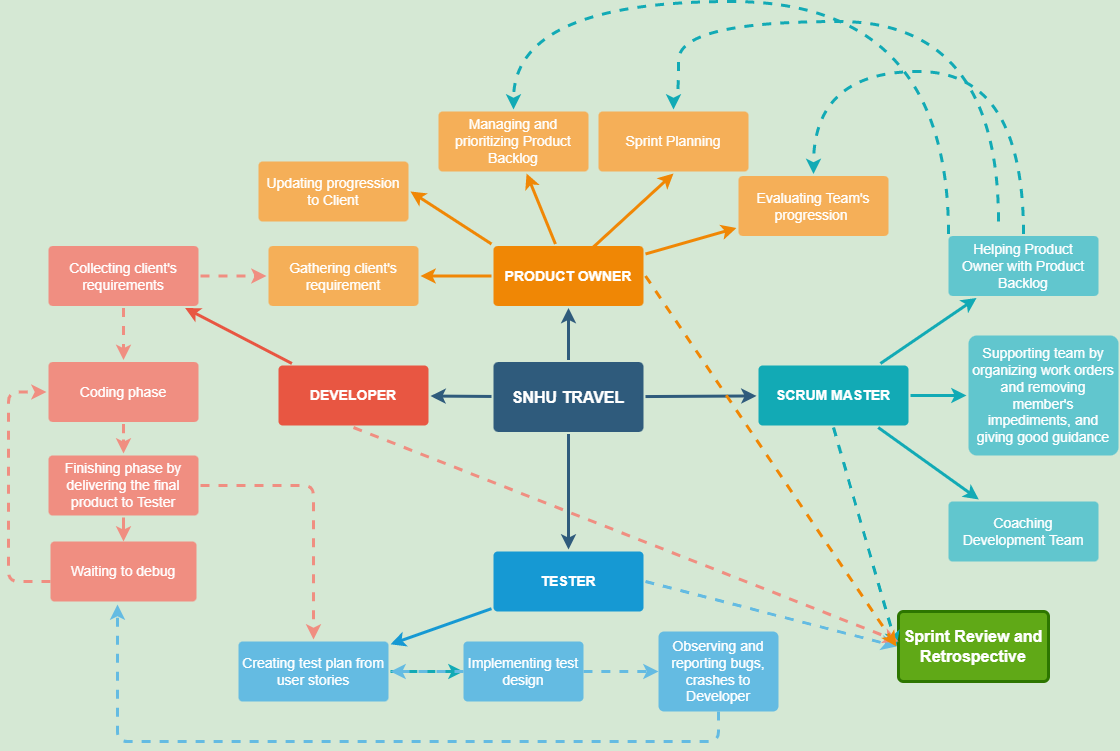 Managing and
prioritizing Product
Backlog
Sprint Planning
Updating progression
to Client
Evaluating Team's
progression
Collecting client's
requirements
Gathering client's
requirement
PRODUCT OWNER
Helping Product
Owner with Product
Backlog
Coding phase
DEVELOPER
SNHU TRAVEL
SCRUM MASTER
Supporting team by
organizing work orders
and removing
member's
impediments, and
giving good guidance
Finishing phase by
delivering the final
product to Tester
Coaching
Development Team
Waiting to debug
TESTER
Sprint Review and
Retrospective
Creating test plan from
user stories
Implementing test
design
Observing and
reporting bugs,
crashes to
Developer